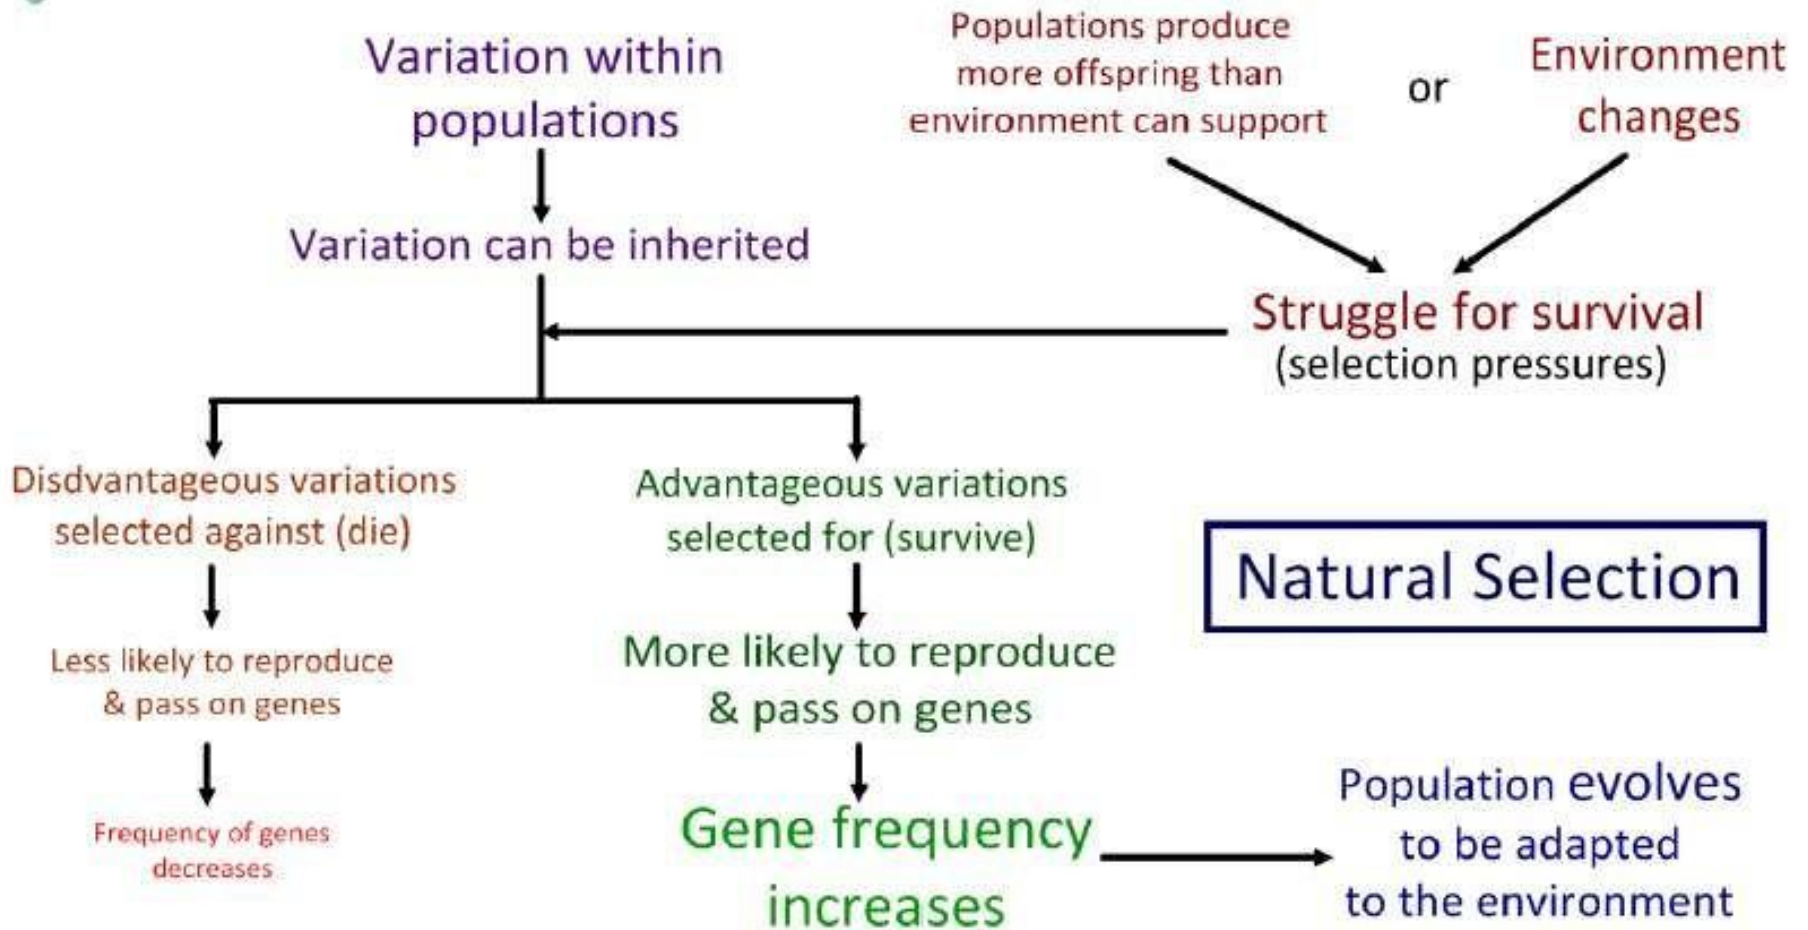 Variation within
populations
Populations produce
more offspring than
environment can support
or
Environment
changes
Variation can be inherited
Struggle for survival
(selection pressures)
Disdvantageous variations
selected against (die)
Advantageous variations
selected for (survive)
Natural Selection
Less likely to reproduce
& pass on genes
More likely to reproduce
& pass on genes
Frequency of genes
decreases
Gene frequency
increases
Population evolves
to be adapted
to the environment